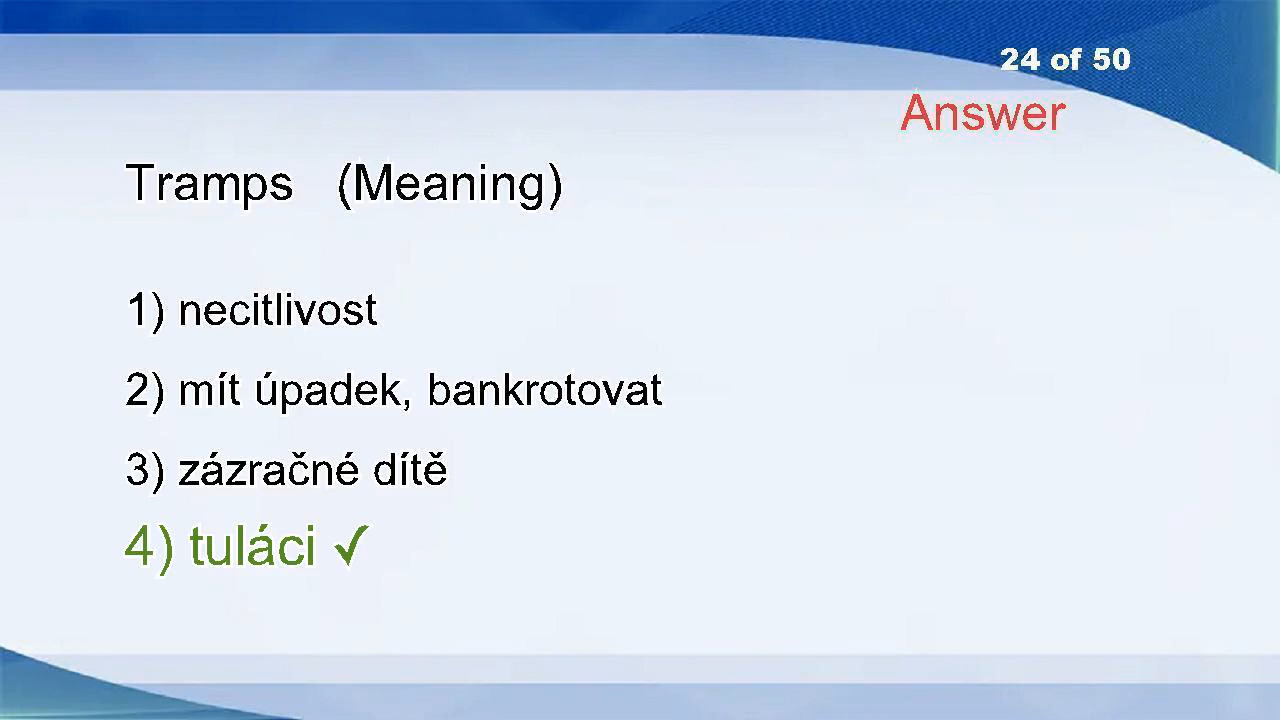 24 of 50
Answer
Tramps (Meaning)
1) necitlivost
2) mít úpadek, bankrotovat
3) zázračné dítě
4) tuláci ✓